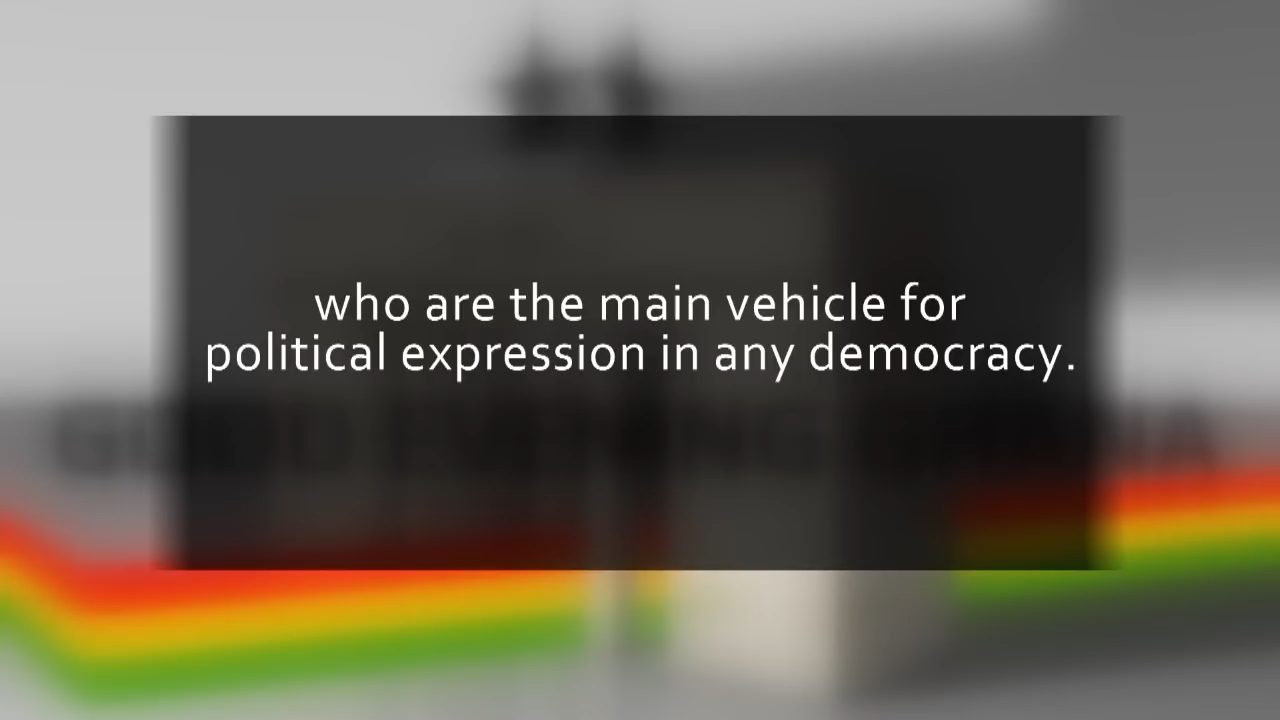 who are the main vehicle for
political expression in any democracy.